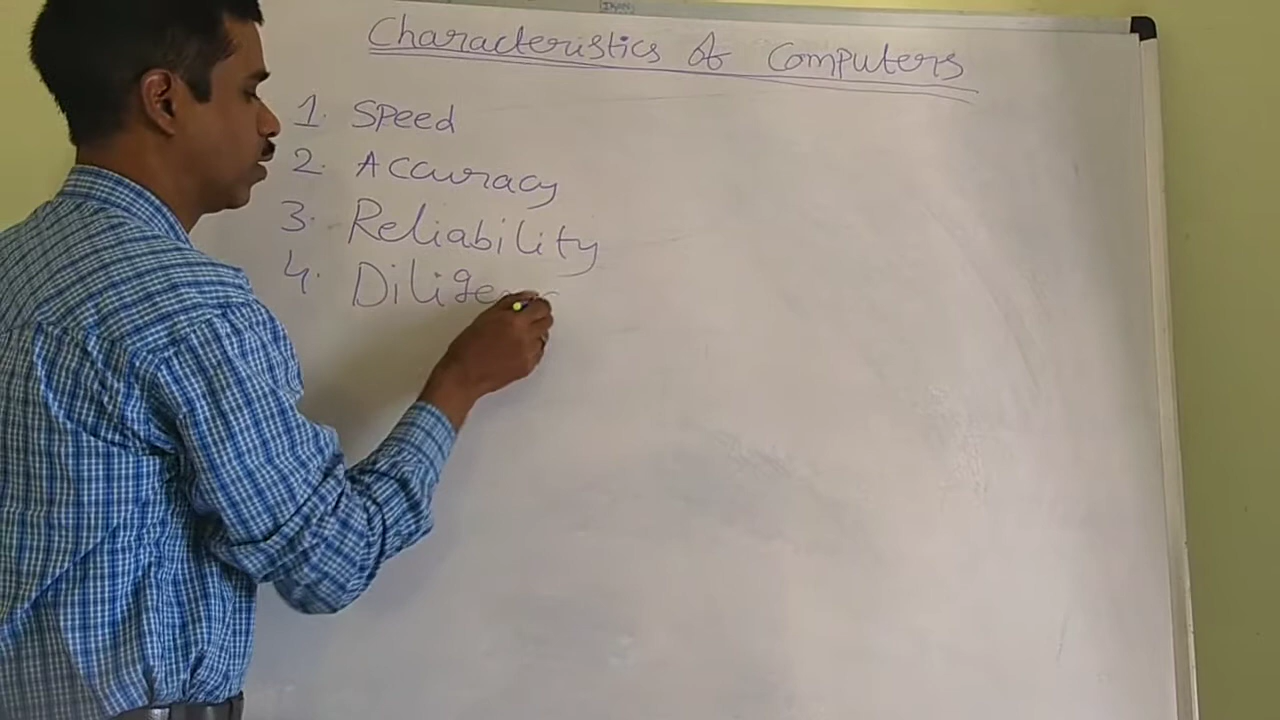 Characteristics of Computers
1. Speed
2. Accuracy
3. Reliability
4. Dilige